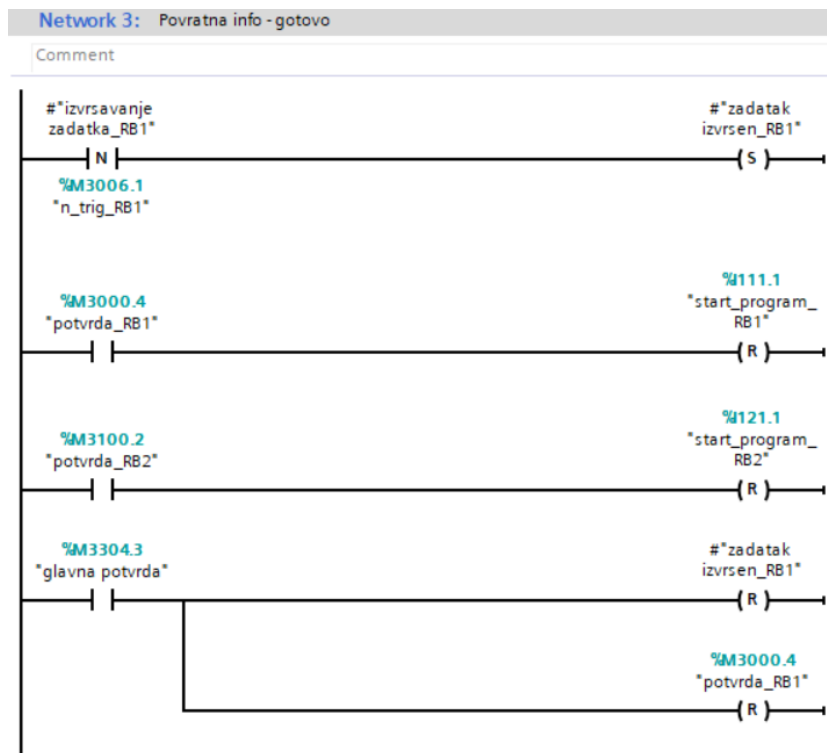 Network 3: Povratna info - gotovo
Comment
#"izvrsavanje
zadatka_RB1"
N
%M3006.1
"n_trig_RB1"
#"zadatak
izvrsen_RB1"
S
%M3000.4
"potvrda_RB1"
%I111.1
"start_program_
RB1"
R
%M3100.2
"potvrda_RB2"
%I121.1
"start_program_
RB2"
R
%M3304.3
"glavna potvrda"
#"zadatak
izvrsen_RB1"
R
%M3000.4
"potvrda_RB1"
R